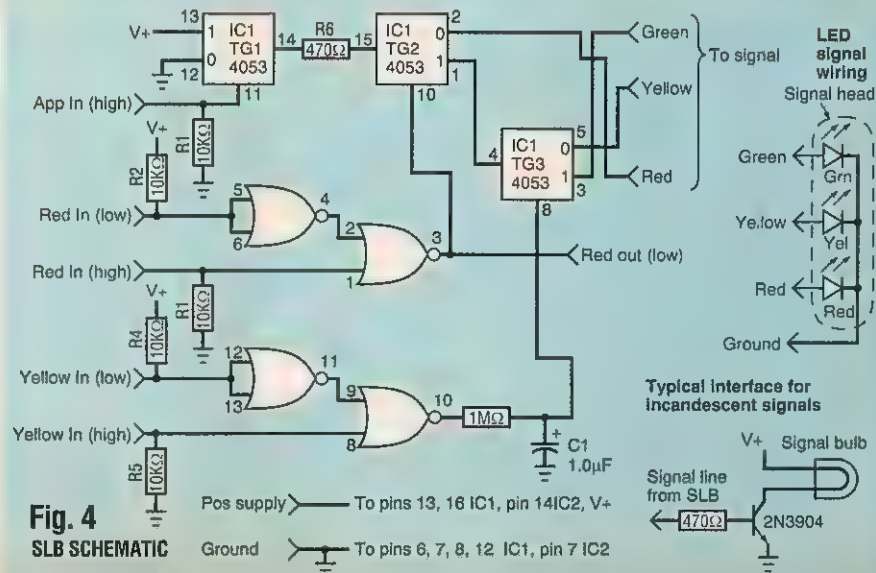 13
V+
1
0
12
IC1
TG1
4053
11
14
R6
470Ω
15
IC1
TG2
4053
10
2
0
1
1
Green
Yellow
Red
To signal
4
IC1
TG3
4053
5
0
1
3
8
App In (high)
R1
10KΩ
V+
R2
10KΩ
Red In (low)
5
6
4
2
1
3
Red out (low)
Red In (high)
R1
10KΩ
V+
R4
10KΩ
Yellow In (low)
12
13
11
9
8
10
1MΩ
C1
1.0µF
+
Yellow In (high)
R5
10KΩ
LED
signal
wiring
Signal head
Green
Grn
Yellow
Yel
Red
Red
Ground
Typical interface for
incandescent signals
V+
Signal bulb
Signal line
from SLB
470Ω
2N3904
Fig. 4
SLB SCHEMATIC
Pos supply
To pins 13, 16 IC1, pin 14IC2, V+
Ground
To pins 6, 7, 8, 12 IC1, pin 7 IC2